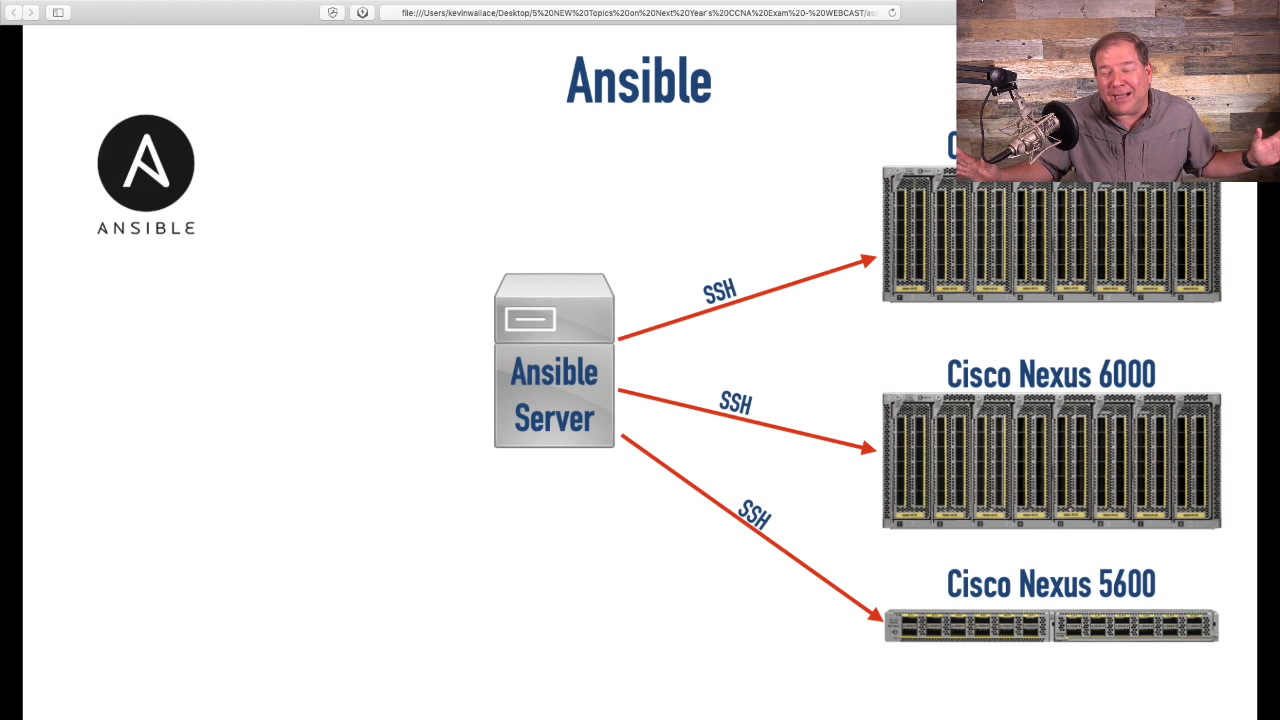 file:///Users/kevinwallace/Desktop/5%20NEW%20Topics%20on%20Next%20Year's%20CCNA%20Exam%20-%20WEBCAST/as
Ansible
ANSIBLE
SSH
Ansible
Server
SSH
Cisco Nexus 6000
SSH
Cisco Nexus 5600